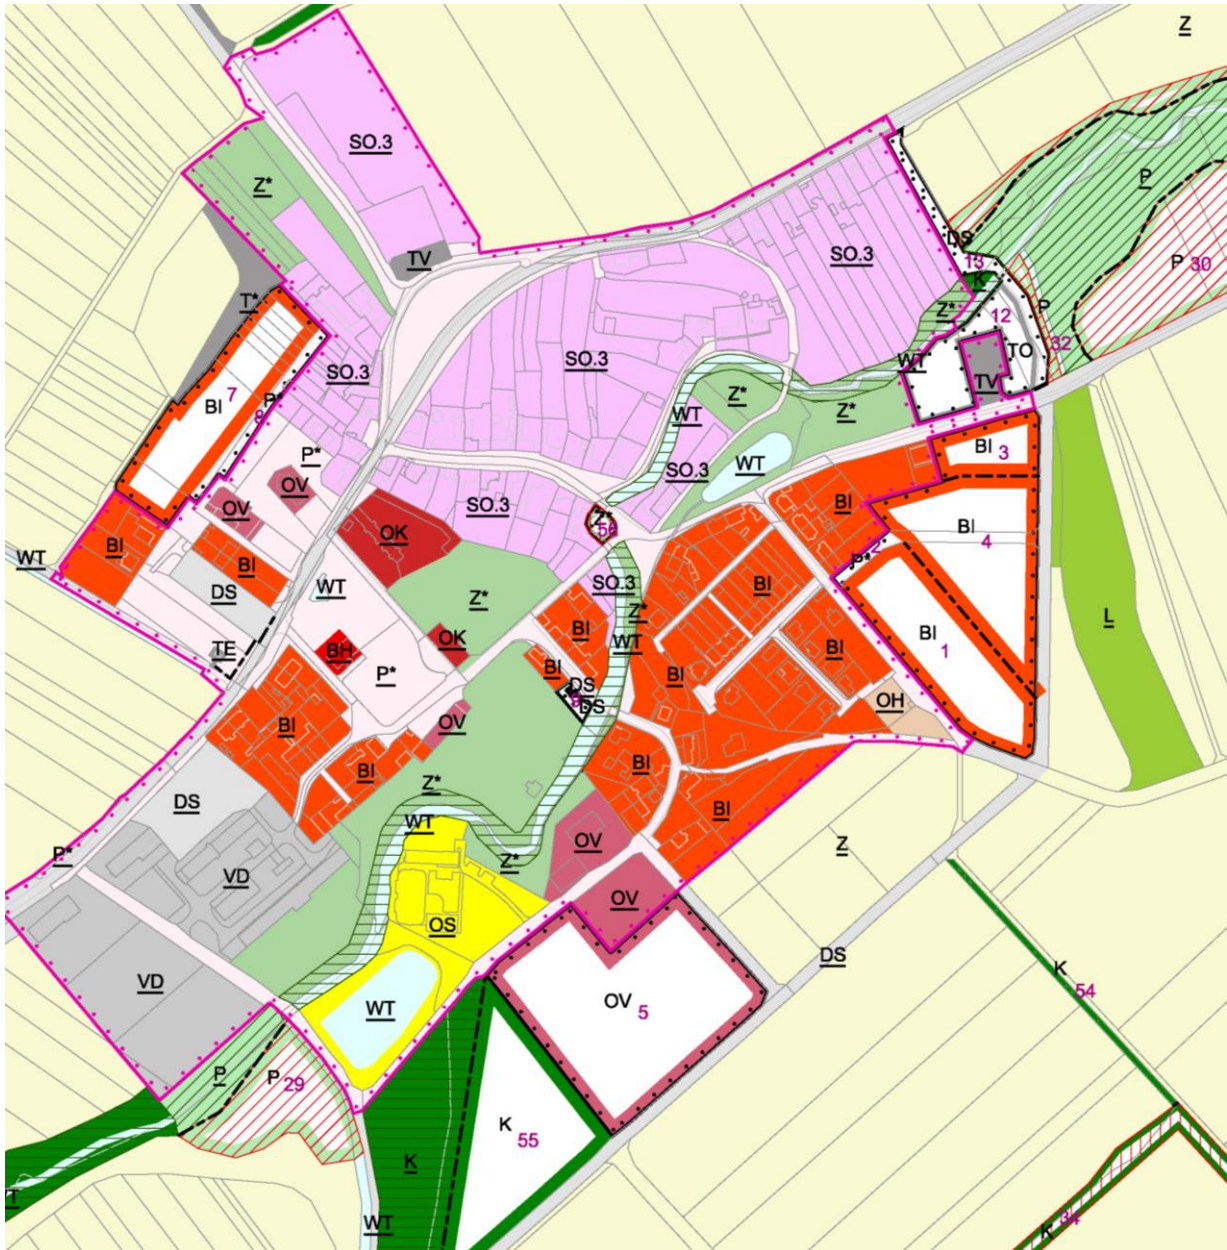 Z
SO.3
P
Z*
SO.3
DS
13
P 30
TV
K
T*
Z*
12
P
SO.3
32
WT
TO
SO.3
7
BI
8
P*
Z*
Z*
TV
WT
P*
SO.3
WT
BI 3
OV
OV
SO.3
Z*
56
BI
BI 4
OK
BI
BI
WT
P* 2
DS
WT
Z*
SO.3
BI
L
Z*
WT
BI
TE
BH
OK
BI
BI
BI
1
P*
BI
DS
DS
OH
OV
BI
BI
BI
Z*
BI
DS
WT
Z
P*
OV
VD
Z*
OV
OS
DS
K
54
VD
WT
OV 5
P
P 29
K
55
K
WT
K 34